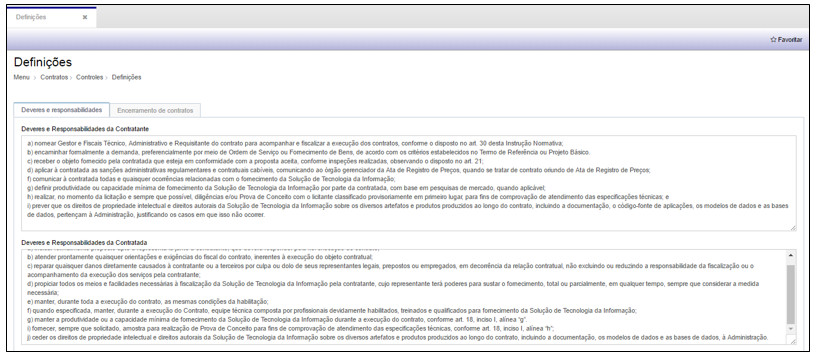 Definições ×
☆ Favoritar
Definições
Menu > Contratos > Controles > Definições
Deveres e responsabilidades Encerramento de contratos
Deveres e Responsabilidades da Contratante
a) nomear Gestor e Fiscais Técnico, Administrativo e Requisitante do contrato para acompanhar e fiscalizar a execução dos contratos, conforme o disposto no art. 30 desta Instrução Normativa;
b) encaminhar formalmente a demanda, preferencialmente por meio de Ordem de Serviço ou Fornecimento de Bens, de acordo com os critérios estabelecidos no Termo de Referência ou Projeto Básico.
c) receber o objeto fornecido pela contratada que esteja em conformidade com a proposta aceita, conforme inspeções realizadas, observando o disposto no art. 21;
d) aplicar à contratada as sanções administrativas regulamentares e contratuais cabíveis, comunicando ao órgão gerenciador da Ata de Registro de Preços, quando se tratar de contrato oriundo de Ata de Registro de Preços;
f) comunicar à contratada todas e quaisquer ocorrências relacionadas com o fornecimento da Solução de Tecnologia da Informação;
g) definir produtividade ou capacidade mínima de fornecimento da Solução de Tecnologia da Informação por parte da contratada, com base em pesquisas de mercado, quando aplicável;
h) realizar, no momento da licitação e sempre que possível, diligências e/ou Prova de Conceito com o licitante classificado provisoriamente em primeiro lugar, para fins de comprovação de atendimento das especificações técnicas; e
i) prever que os direitos de propriedade intelectual e direitos autorais da Solução de Tecnologia da Informação sobre os diversos artefatos e produtos produzidos ao longo do contrato, incluindo a documentação, o código-fonte de aplicações, os modelos de dados e as bases
de dados, pertençam à Administração, justificando os casos em que isso não ocorrer.
Deveres e Responsabilidades da Contratada
b) atender prontamente quaisquer orientações e exigências do fiscal do contrato, inerentes à execução do objeto contratual;
c) reparar quaisquer danos diretamente causados à contratante ou a terceiros por culpa ou dolo de seus representantes legais, prepostos ou empregados, em decorrência da relação contratual, não excluindo ou reduzindo a responsabilidade da fiscalização ou o
acompanhamento da execução dos serviços pela contratante;
d) propiciar todos os meios e facilidades necessárias à fiscalização da Solução de Tecnologia da Informação pela contratante, cujo representante terá poderes para sustar o fornecimento, total ou parcialmente, em qualquer tempo, sempre que considerar a medida
necessária;
e) manter, durante toda a execução do contrato, as mesmas condições da habilitação;
f) quando especificada, manter, durante a execução do Contrato, equipe técnica composta por profissionais devidamente habilitados, treinados e qualificados para fornecimento da Solução de Tecnologia da Informação;
g) manter a produtividade ou a capacidade mínima de fornecimento da Solução de Tecnologia da Informação durante a execução do contrato, conforme art. 18, inciso I, alínea "g".
i) fornecer, sempre que solicitado, amostra para realização de Prova de Conceito para fins de comprovação de atendimento das especificações técnicas, conforme art. 18, inciso I, alínea "h";
j) ceder os direitos de propriedade intelectual e direitos autorais da Solução de Tecnologia da Informação sobre os diversos artefatos e produtos produzidos ao longo do contrato, incluindo a documentação, os modelos de dados e as bases de dados, à Administração.